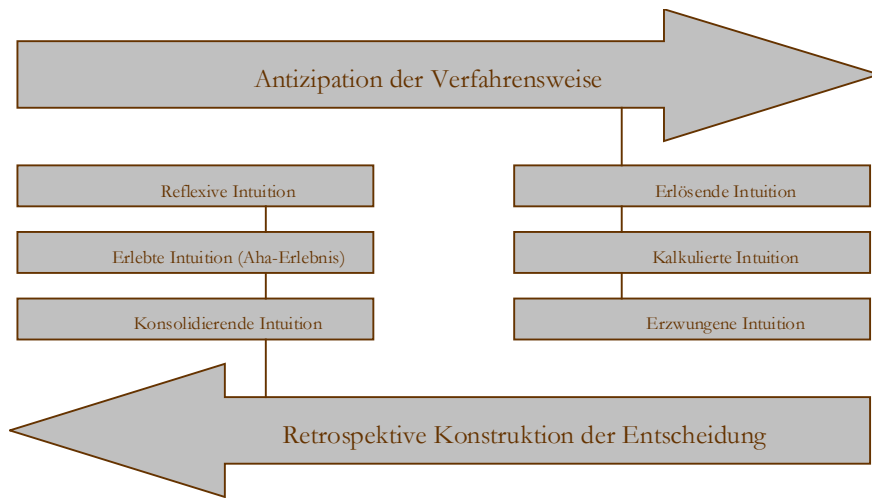 Antizipation der Verfahrensweise
Reflexive Intuition
Erlösende Intuition
Erlebte Intuition (Aha-Erlebnis)
Kalkulierte Intuition
Konsolidierende Intuition
Erzwungene Intuition
Retrospektive Konstruktion der Entscheidung